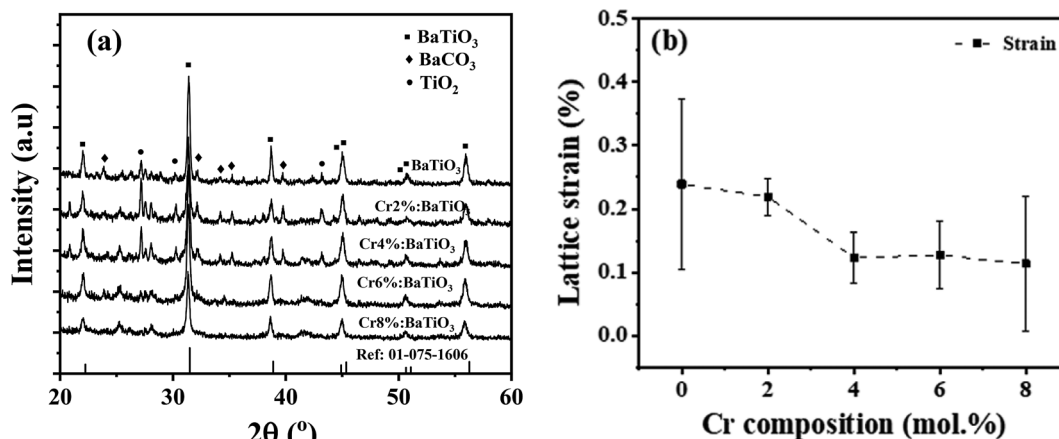 (a)
■ BaTiO₃
♦ BaCO₃
● TiO₂
BaTiO₃
Cr2%:BaTiO₃
Cr4%:BaTiO₃
Cr6%:BaTiO₃
Cr8%:BaTiO₃
Ref: 01-075-1606
Intensity (a.u)
20 30 40 50 60
2θ (°)
(b)
Strain
0.5
0.4
0.3
0.2
0.1
0.0
Lattice strain (%)
0 2 4 6 8
Cr composition (mol.%)